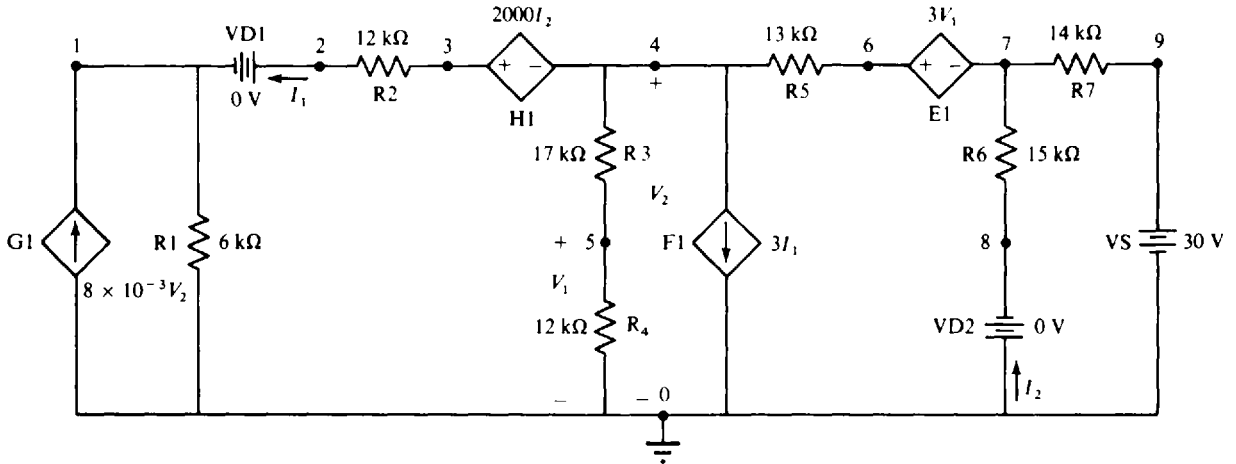 2000I₂
3V₁
1
VD1
2
12 kΩ
3
4
13 kΩ
6
7
14 kΩ
9
+ −
+ −
0 V
I₁
R2
H1
+
R5
E1
R7
17 kΩ
R3
R6
15 kΩ
V₂
G1
R1
6 kΩ
+
5
F1
3I₁
8
VS
30 V
8 × 10⁻³V₂
V₁
12 kΩ
R₄
VD2
0 V
I₂
−
−
0